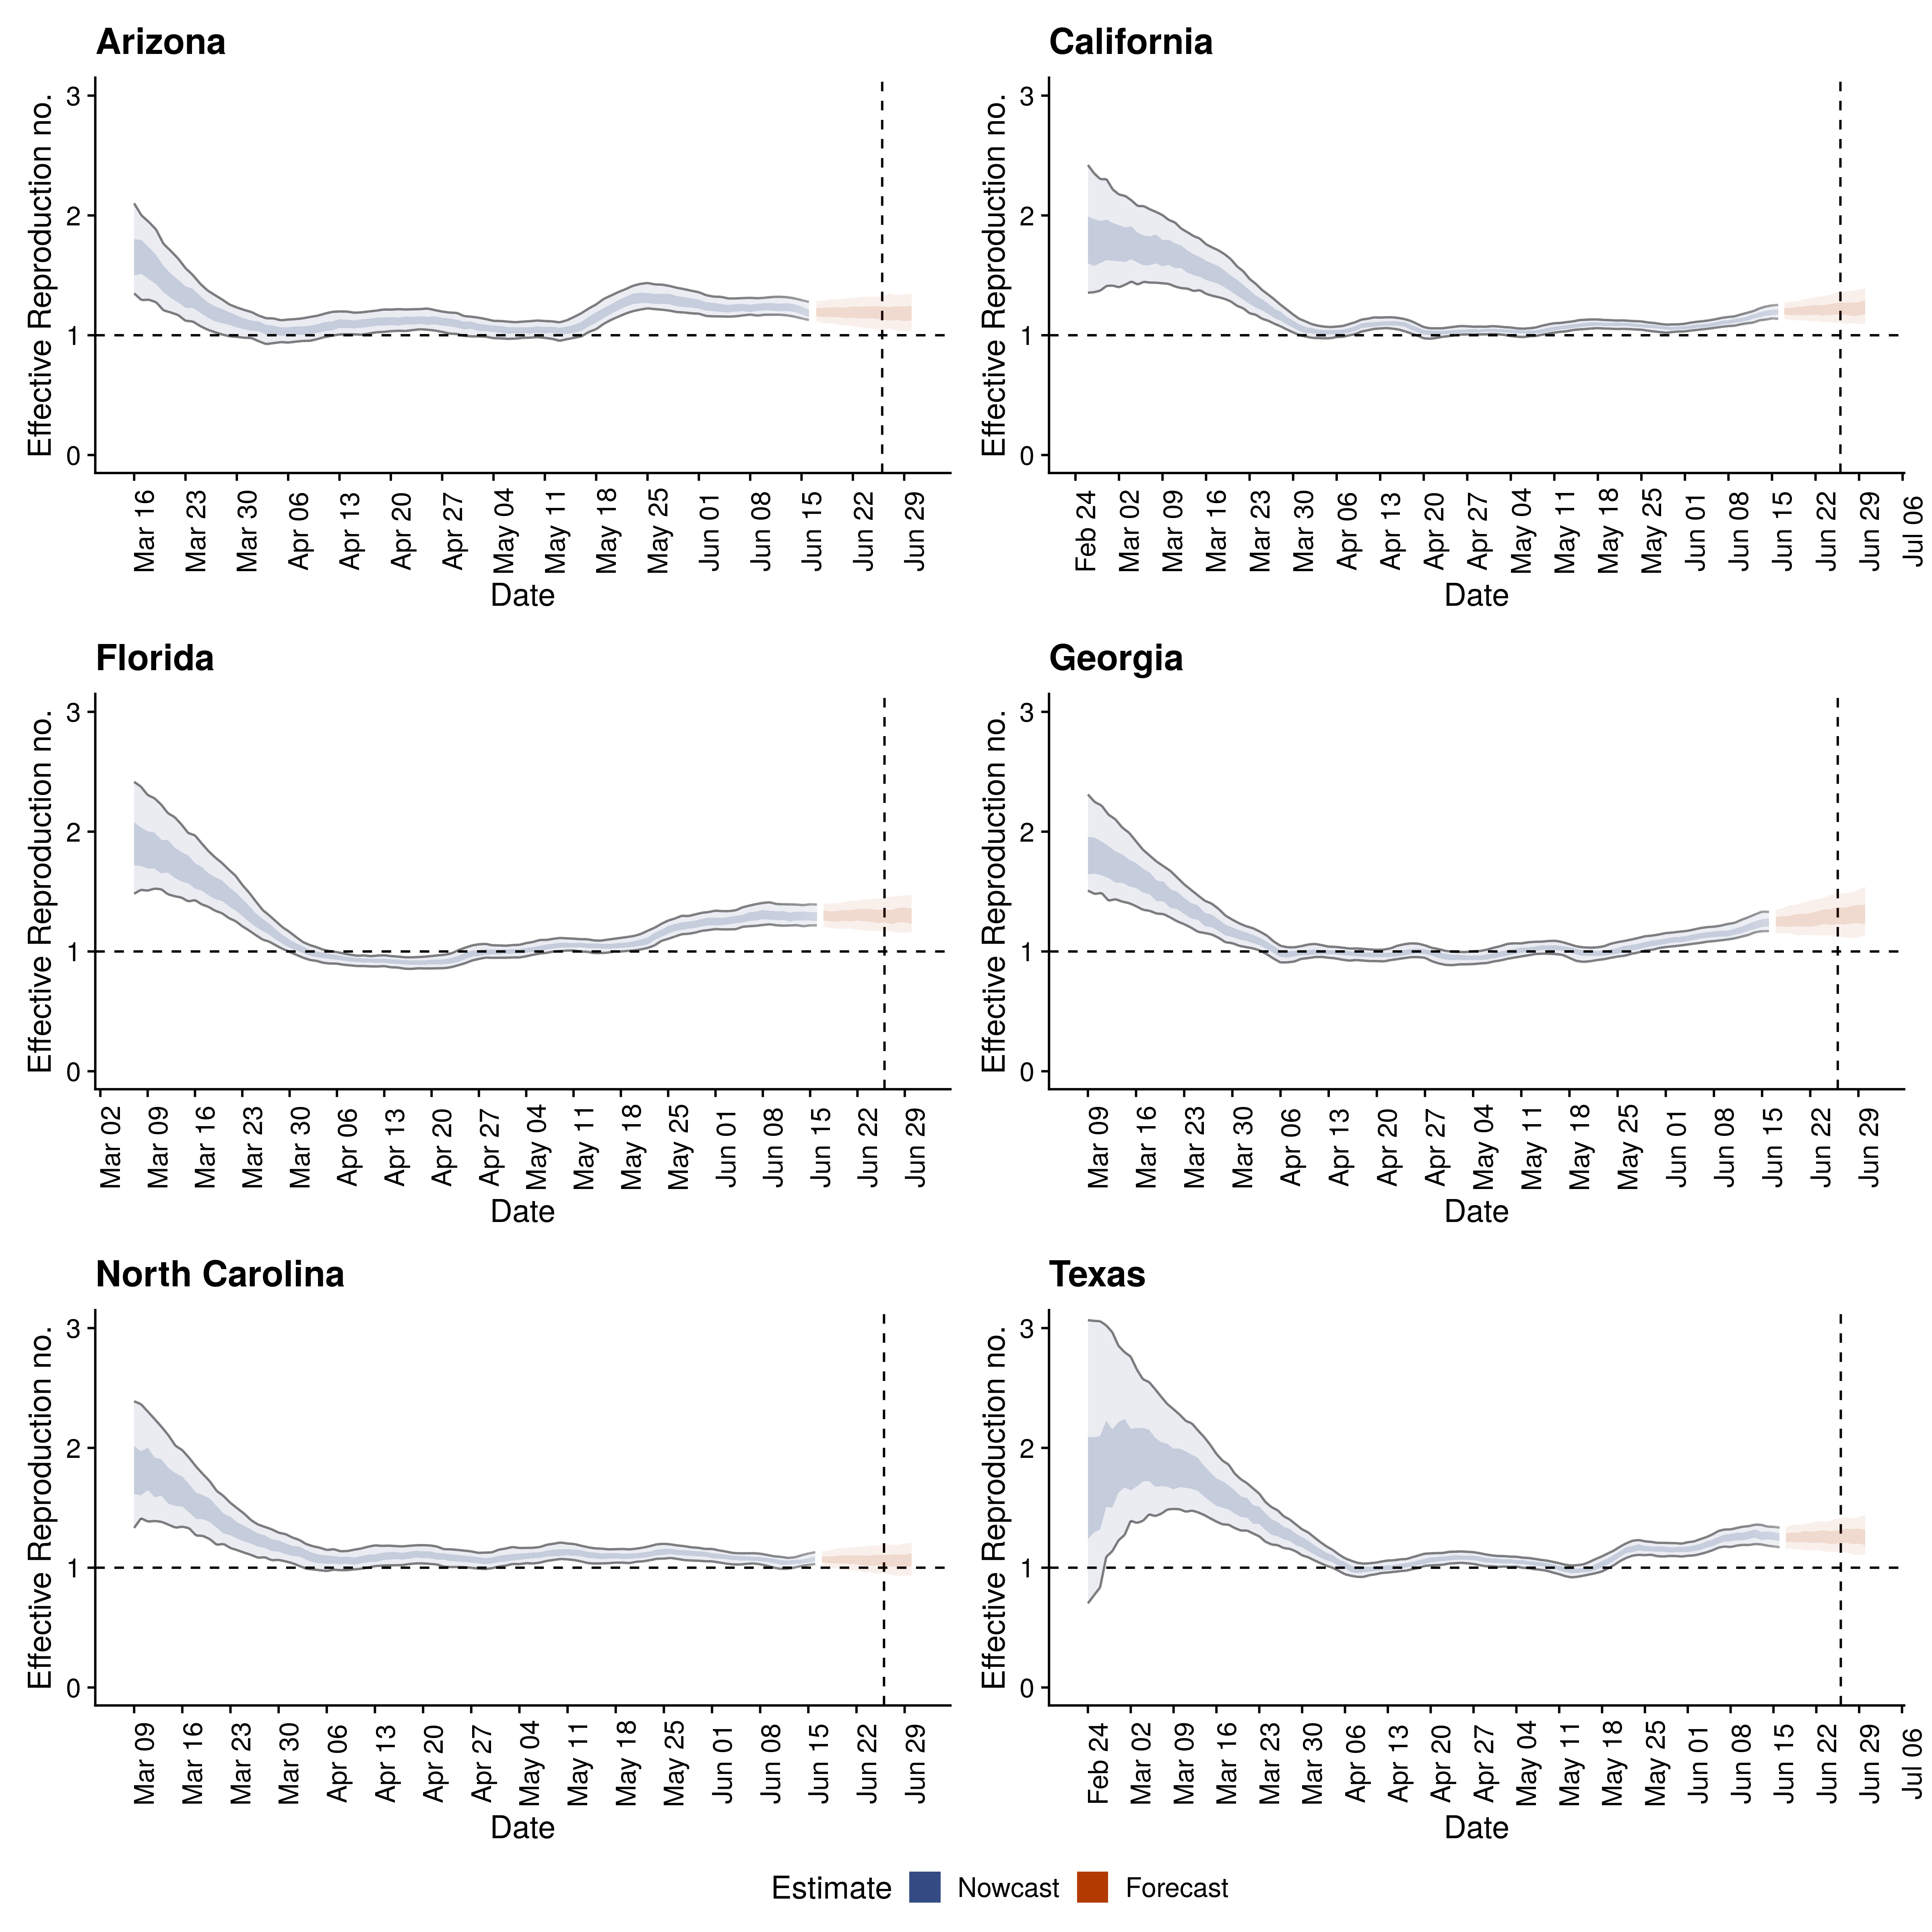 Arizona
Effective Reproduction no.
3
2
1
0
Mar 16
Mar 23
Mar 30
Apr 06
Apr 13
Apr 20
Apr 27
May 04
May 11
May 18
May 25
Jun 01
Jun 08
Jun 15
Jun 22
Jun 29
Date
California
Effective Reproduction no.
3
2
1
0
Feb 24
Mar 02
Mar 09
Mar 16
Mar 23
Mar 30
Apr 06
Apr 13
Apr 20
Apr 27
May 04
May 11
May 18
May 25
Jun 01
Jun 08
Jun 15
Jun 22
Jun 29
Jul 06
Date
Florida
Effective Reproduction no.
3
2
1
0
Mar 02
Mar 09
Mar 16
Mar 23
Mar 30
Apr 06
Apr 13
Apr 20
Apr 27
May 04
May 11
May 18
May 25
Jun 01
Jun 08
Jun 15
Jun 22
Jun 29
Date
Georgia
Effective Reproduction no.
3
2
1
0
Mar 09
Mar 16
Mar 23
Mar 30
Apr 06
Apr 13
Apr 20
Apr 27
May 04
May 11
May 18
May 25
Jun 01
Jun 08
Jun 15
Jun 22
Jun 29
Date
North Carolina
Effective Reproduction no.
3
2
1
0
Mar 09
Mar 16
Mar 23
Mar 30
Apr 06
Apr 13
Apr 20
Apr 27
May 04
May 11
May 18
May 25
Jun 01
Jun 08
Jun 15
Jun 22
Jun 29
Date
Texas
Effective Reproduction no.
3
2
1
0
Feb 24
Mar 02
Mar 09
Mar 16
Mar 23
Mar 30
Apr 06
Apr 13
Apr 20
Apr 27
May 04
May 11
May 18
May 25
Jun 01
Jun 08
Jun 15
Jun 22
Jun 29
Jul 06
Date
Estimate Nowcast Forecast